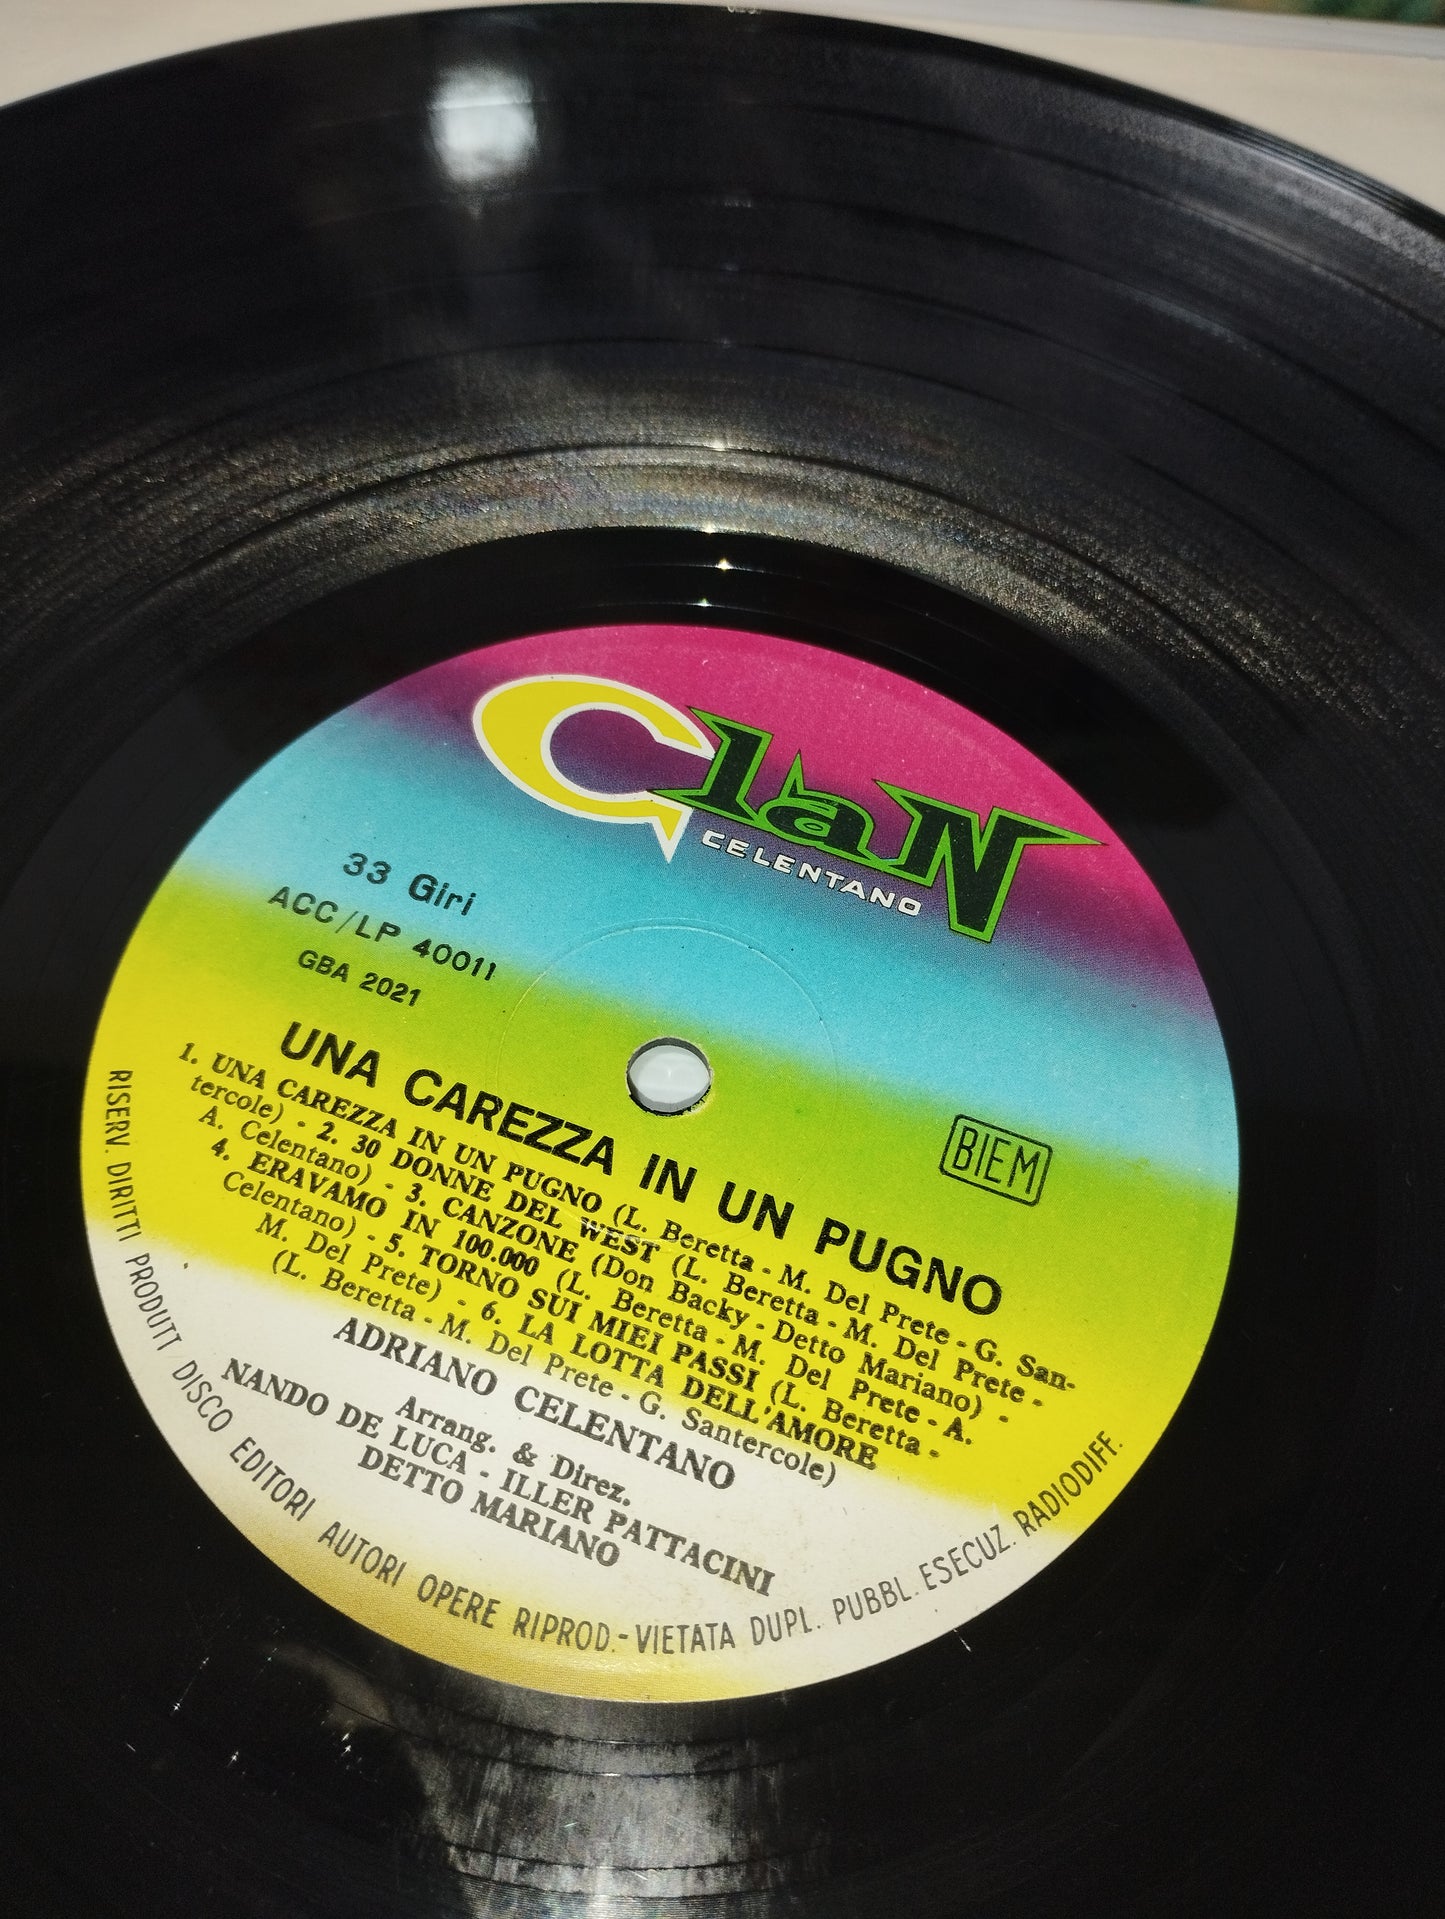 Clan
CELENTANO
33 Giri
ACC/LP 40011
GBA 2021
BIEM
UNA CAREZZA IN UN PUGNO
1. UNA CAREZZA IN UN PUGNO (L. Beretta - M. Del Prete - G. San-
tercole) - 2. 30 DONNE DEL WEST (L. Beretta - M. Del Prete -
A. Celentano) - 3. CANZONE (Don Backy - Detto Mariano) -
4. ERAVAMO IN 100.000 (L. Beretta - M. Del Prete - A.
Celentano) - 5. TORNO SUI MIEI PASSI (L. Beretta -
M. Del Prete) - 6. LA LOTTA DELL'AMORE
(L. Beretta - M. Del Prete - G. Santercole)
ADRIANO CELENTANO
Arrang. & Direz.
NANDO DE LUCA - ILLER PATTACINI
DETTO MARIANO
RISERV. DIRITTI PRODUTT DISCO EDITORI AUTORI OPERE RIPROD.-VIETATA DUPL. PUBBL. ESECUZ. RADIODIFF.